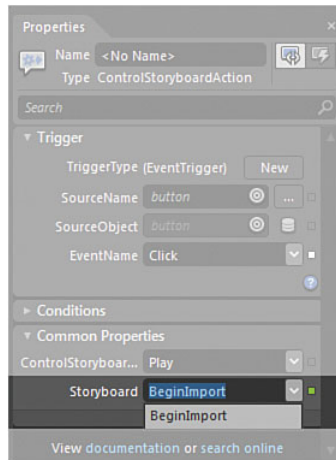 Properties
Name <No Name>
Type ControlStoryboardAction
Search
Trigger
TriggerType (EventTrigger) New
SourceName button ...
SourceObject button
EventName Click
?
Conditions
Common Properties
ControlStoryboar... Play
Storyboard BeginImport
BeginImport
View documentation or search online